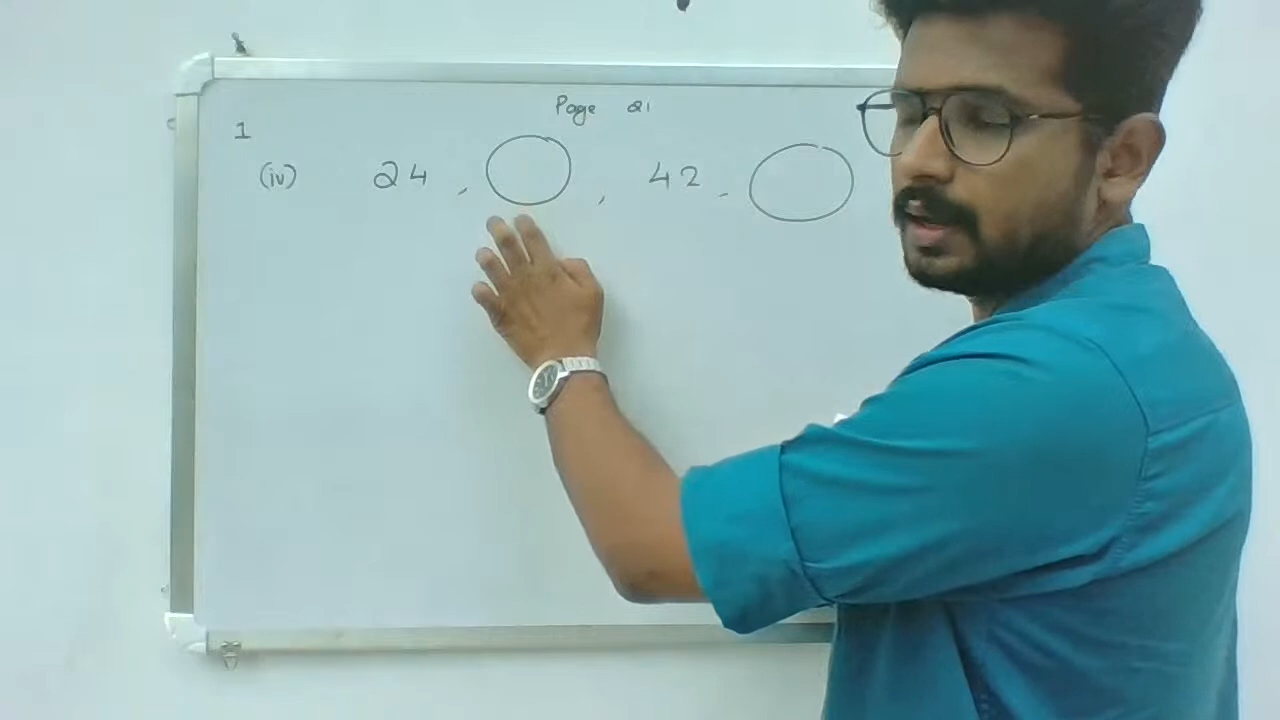 Page 21
1
(iv) 24 , ◯ , 42 , ◯